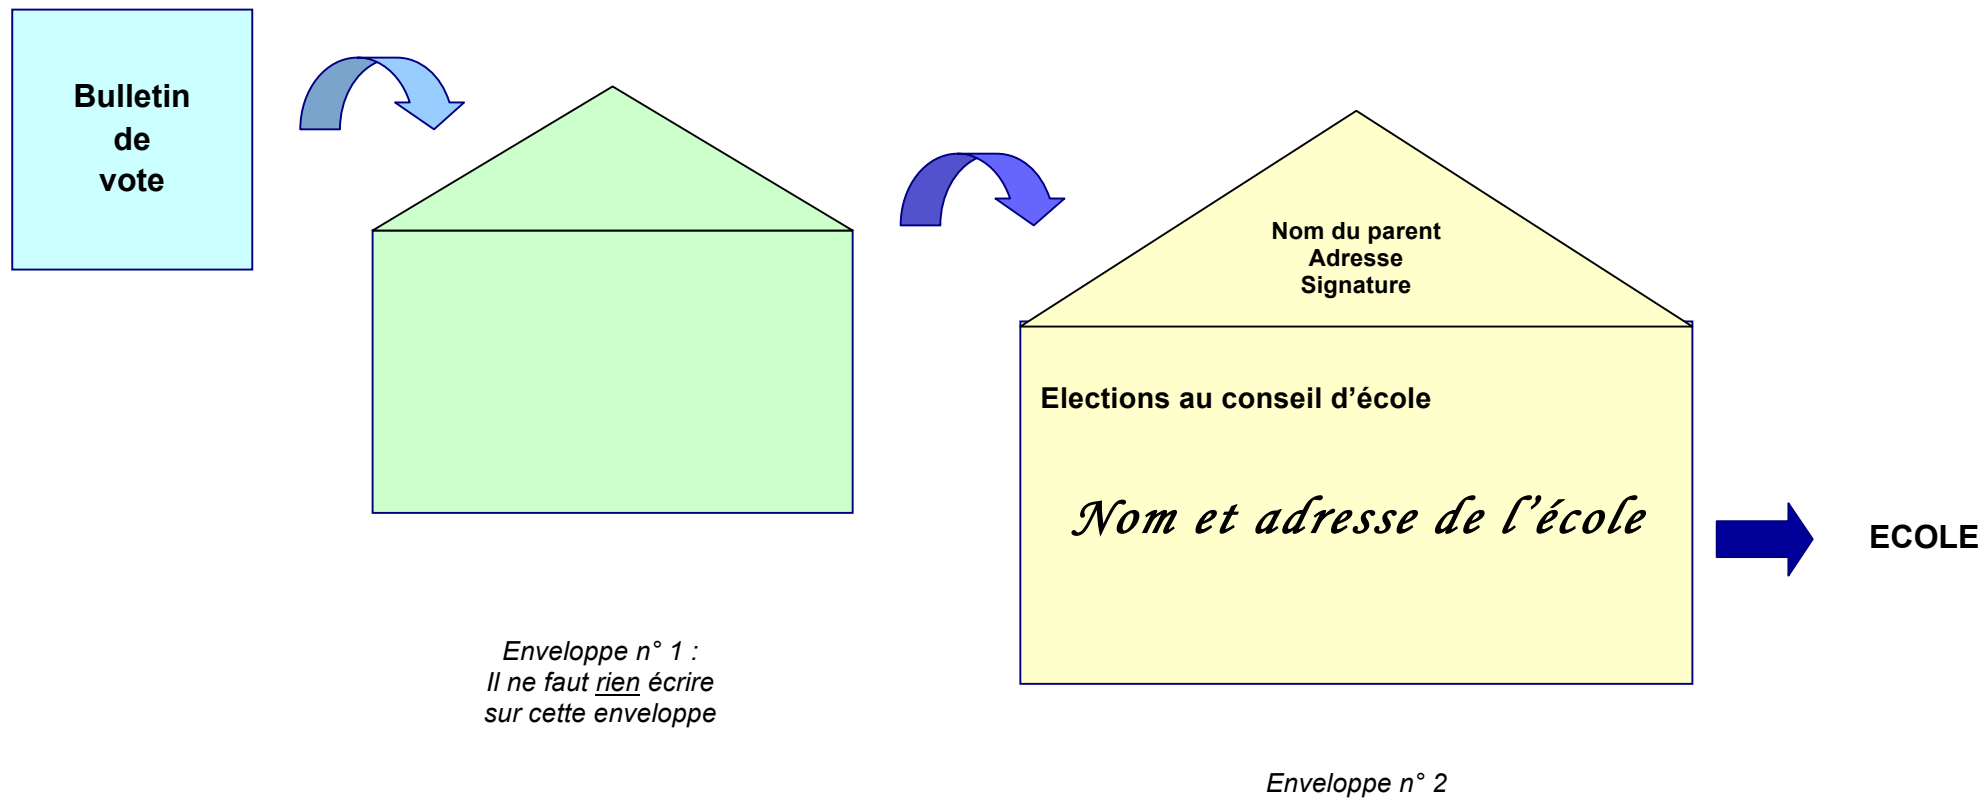 Bulletin
de
vote
Nom du parent
Adresse
Signature
Elections au conseil d’école
Nom et adresse de l’école
ECOLE
Enveloppe n° 1 :
Il ne faut rien écrire
sur cette enveloppe
Enveloppe n° 2